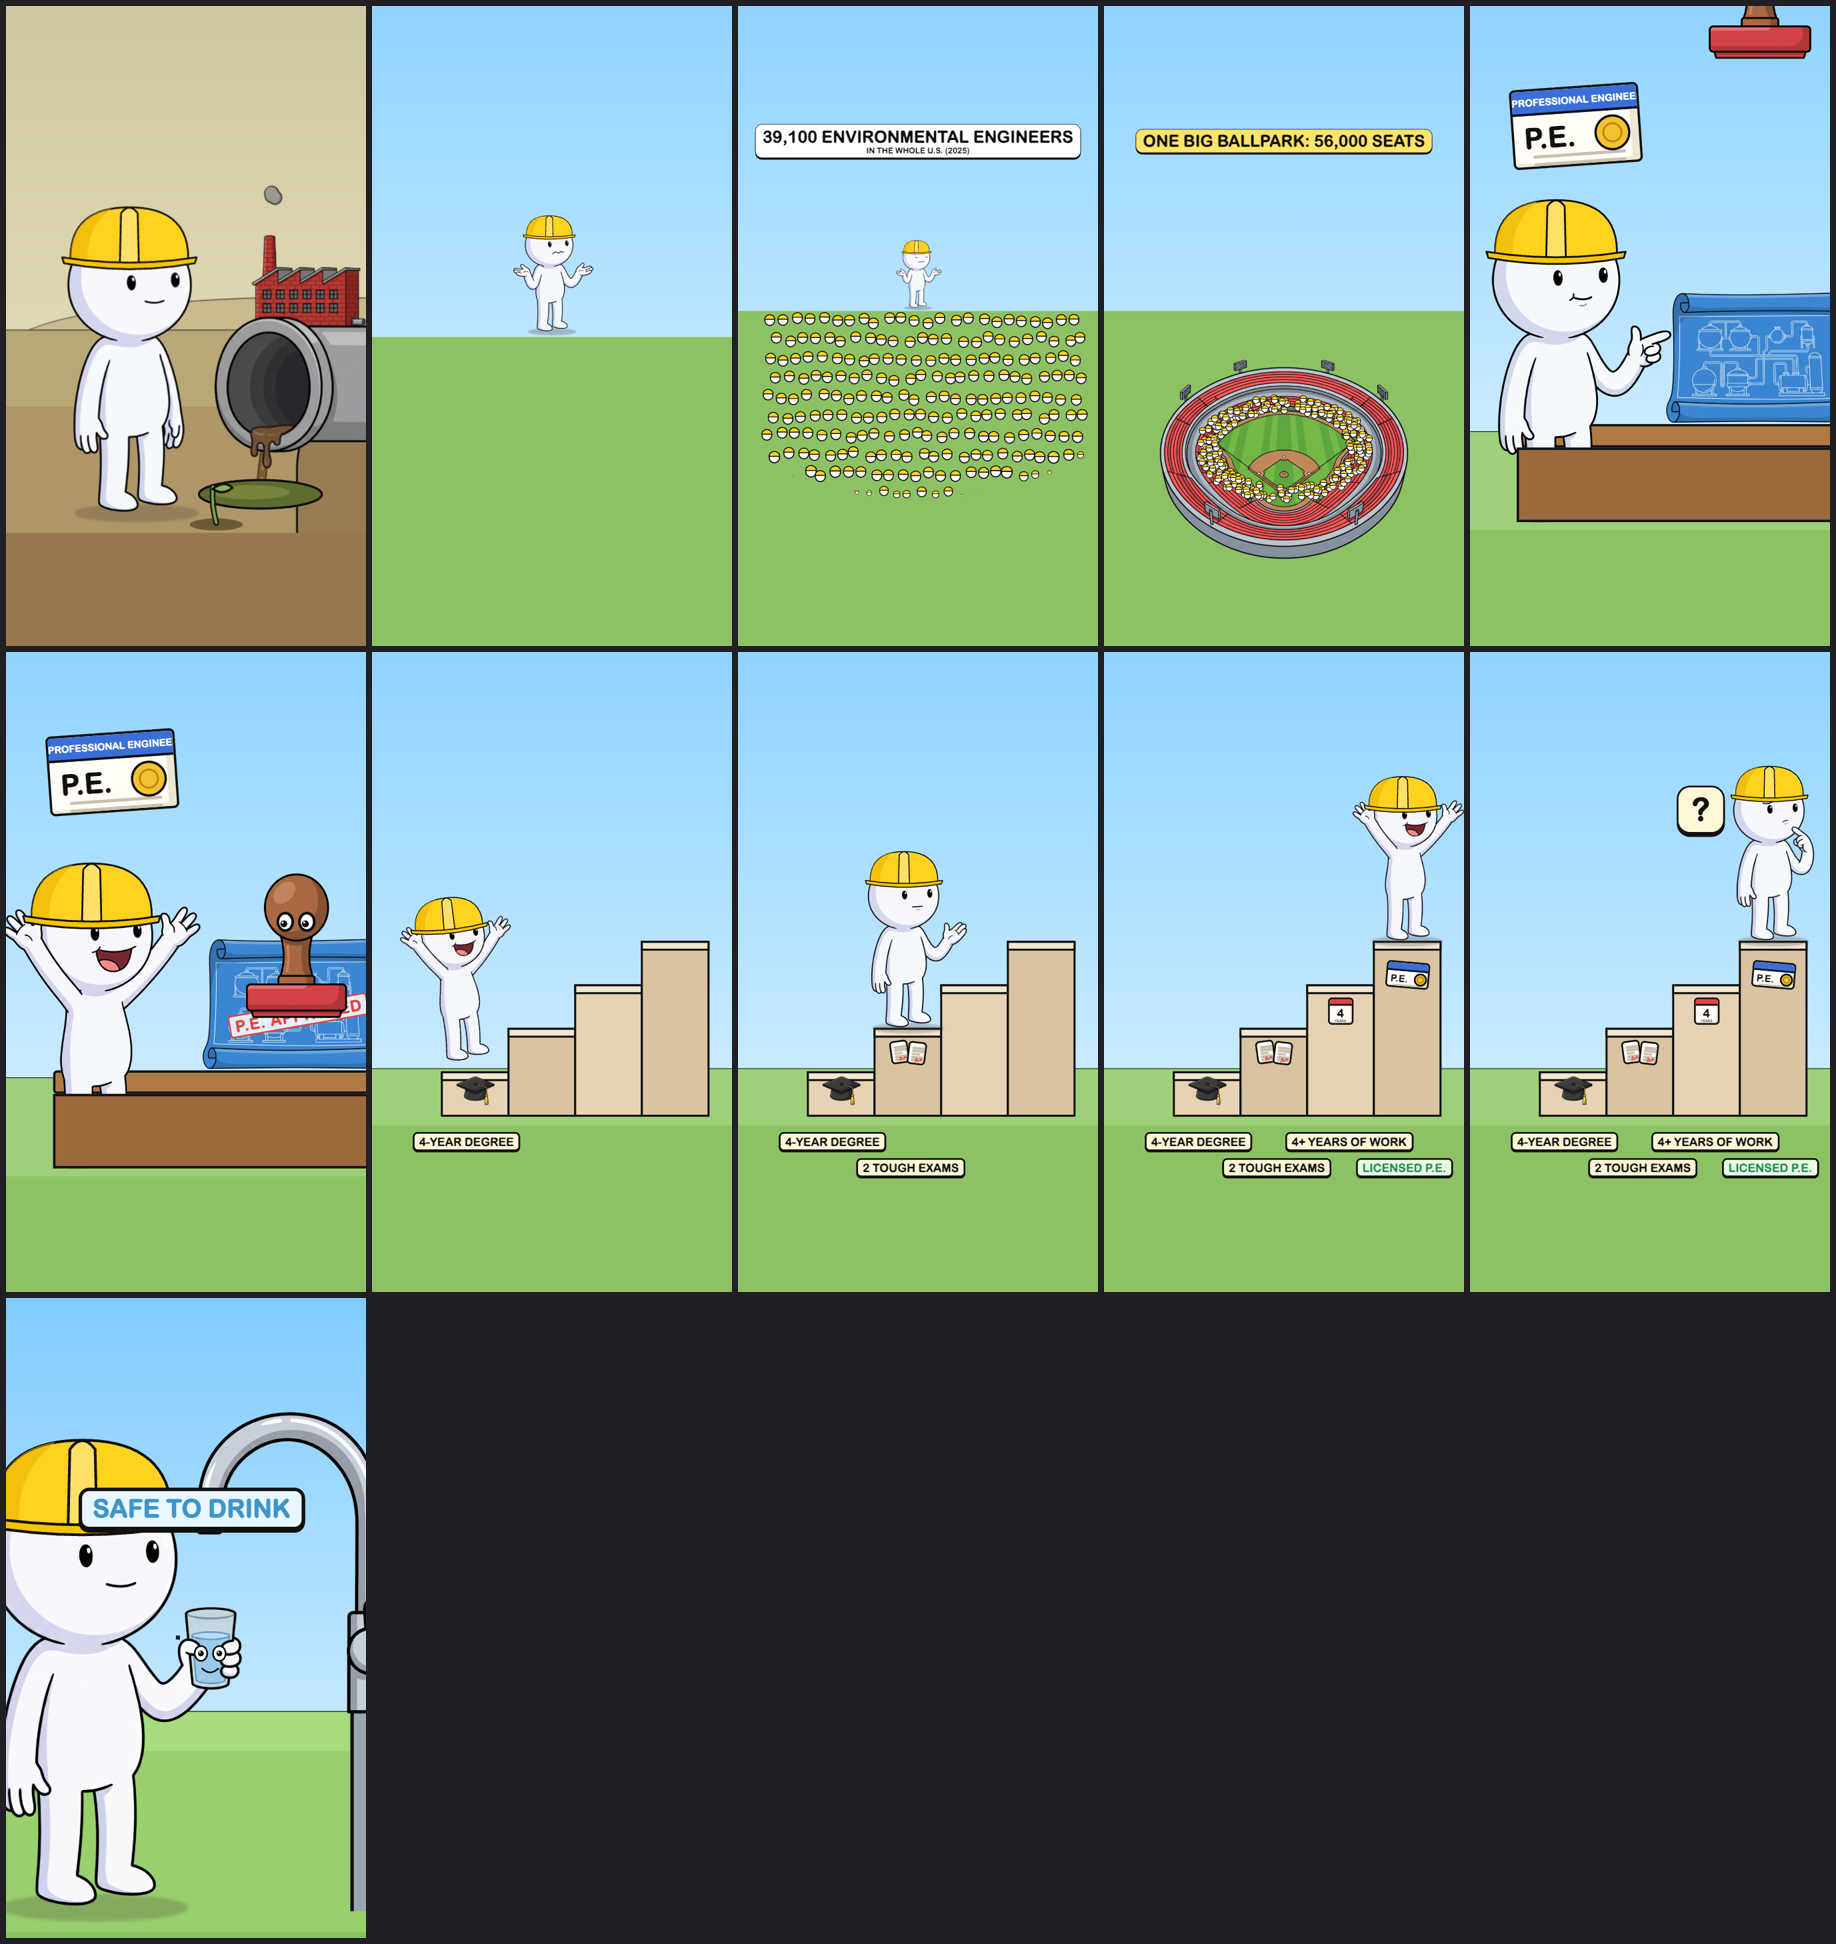 39,100 ENVIRONMENTAL ENGINEERS
IN THE WHOLE U.S. (2025)
ONE BIG BALLPARK: 56,000 SEATS
PROFESSIONAL ENGINEE
P.E.
PROFESSIONAL ENGINEE
P.E.
P.E. AP
ED
4-YEAR DEGREE
4-YEAR DEGREE
2 TOUGH EXAMS
P.E.
4
4-YEAR DEGREE
4+ YEARS OF WORK
2 TOUGH EXAMS
LICENSED P.E.
?
P.E.
4
4-YEAR DEGREE
4+ YEARS OF WORK
2 TOUGH EXAMS
LICENSED P.E.
SAFE TO DRINK